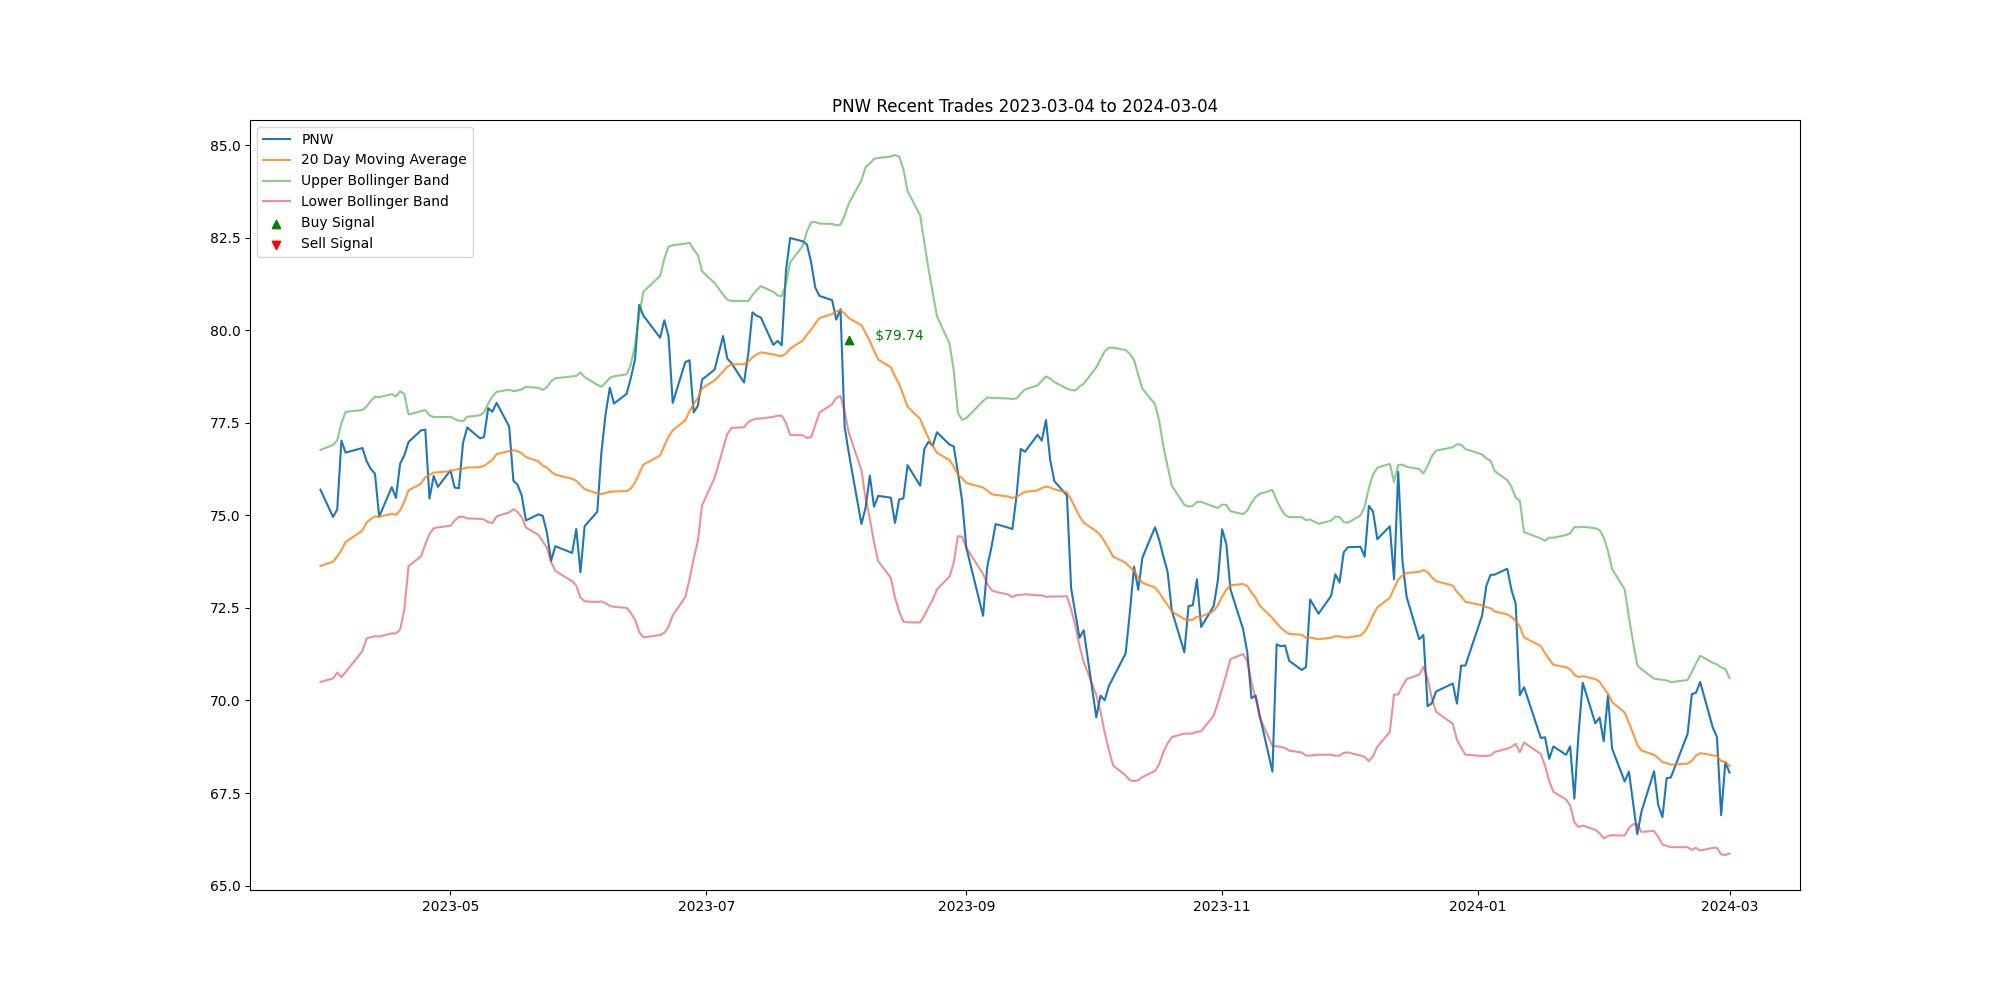 PNW Recent Trades 2023-03-04 to 2024-03-04
PNW
20 Day Moving Average
Upper Bollinger Band
Lower Bollinger Band
Buy Signal
Sell Signal
85.0
82.5
80.0
77.5
75.0
72.5
70.0
67.5
65.0
$79.74
2023-05
2023-07
2023-09
2023-11
2024-01
2024-03